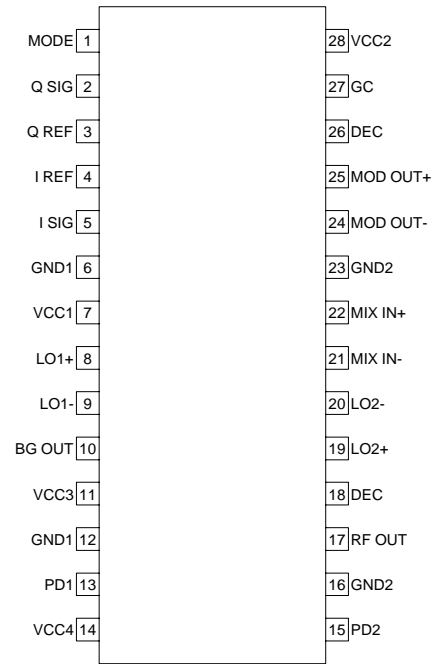 MODE 1 28 VCC2
Q SIG 2 27 GC
Q REF 3 26 DEC
I REF 4 25 MOD OUT+
I SIG 5 24 MOD OUT-
GND1 6 23 GND2
VCC1 7 22 MIX IN+
LO1+ 8 21 MIX IN-
LO1- 9 20 LO2-
BG OUT 10 19 LO2+
VCC3 11 18 DEC
GND1 12 17 RF OUT
PD1 13 16 GND2
VCC4 14 15 PD2